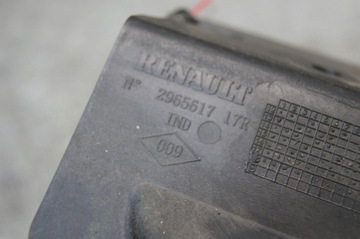 RENAULT
N° 2965617 17R
IND
009